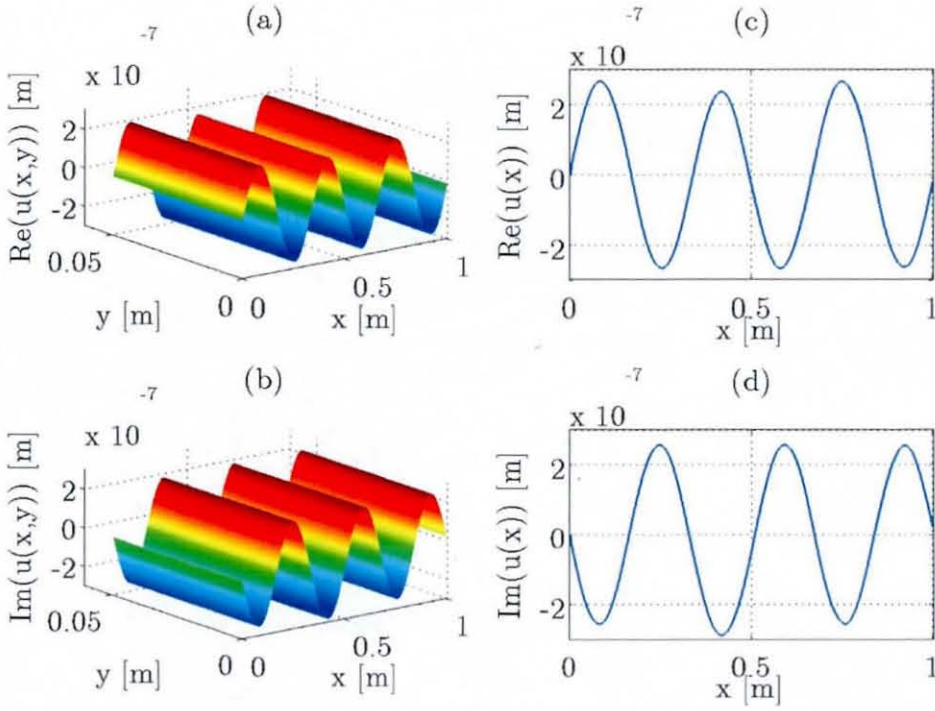 (a)
-7
x 10
Re(u(x,y)) [m]
2
0
-2
0.05
0
0
0.5
1
y [m]
x [m]
(c)
-7
x 10
Re(u(x)) [m]
2
0
-2
0
0.5
1
x [m]
(b)
-7
x 10
Im(u(x,y)) [m]
2
0
-2
0.05
0
0
0.5
1
y [m]
x [m]
(d)
-7
x 10
Im(u(x)) [m]
2
0
-2
0
0.5
1
x [m]